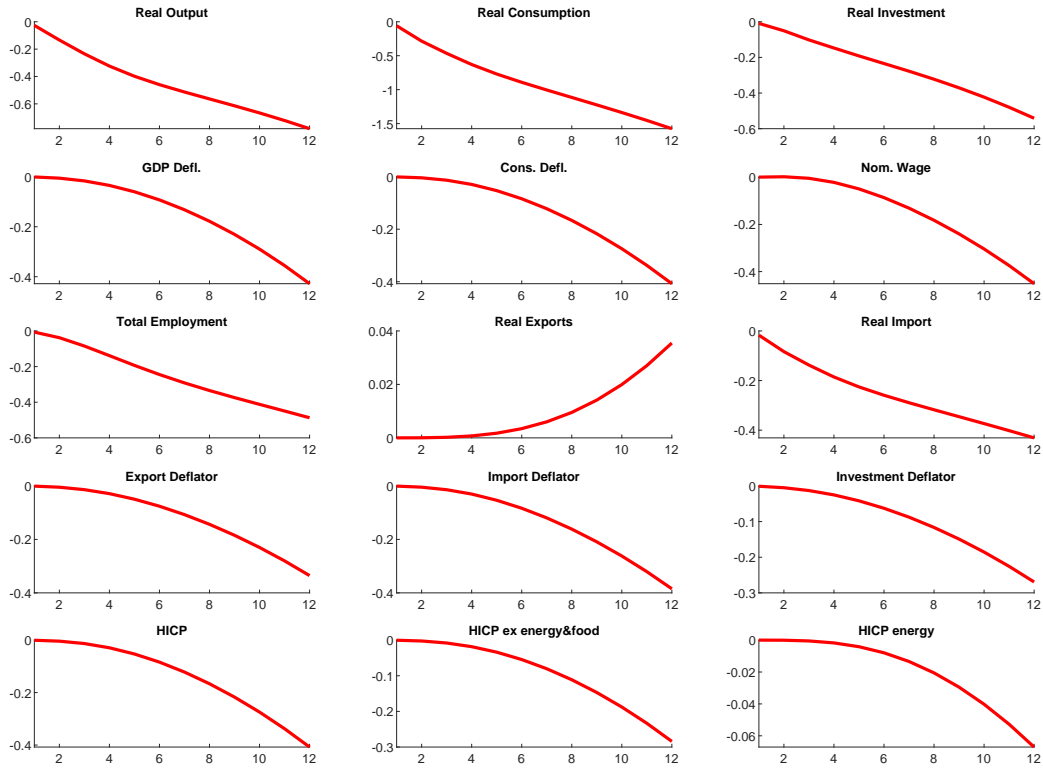 Real Output
0
-0.2
-0.4
-0.6
2 4 6 8 10 12
Real Consumption
0
-0.5
-1
-1.5
2 4 6 8 10 12
Real Investment
0
-0.2
-0.4
-0.6
2 4 6 8 10 12
GDP Defl.
0
-0.2
-0.4
2 4 6 8 10 12
Cons. Defl.
0
-0.2
-0.4
2 4 6 8 10 12
Nom. Wage
0
-0.2
-0.4
2 4 6 8 10 12
Total Employment
0
-0.2
-0.4
-0.6
2 4 6 8 10 12
Real Exports
0.04
0.02
0
2 4 6 8 10 12
Real Import
0
-0.2
-0.4
2 4 6 8 10 12
Export Deflator
0
-0.2
-0.4
2 4 6 8 10 12
Import Deflator
0
-0.2
-0.4
2 4 6 8 10 12
Investment Deflator
0
-0.1
-0.2
-0.3
2 4 6 8 10 12
HICP
0
-0.2
-0.4
2 4 6 8 10 12
HICP ex energy&food
0
-0.1
-0.2
-0.3
2 4 6 8 10 12
HICP energy
0
-0.02
-0.04
-0.06
2 4 6 8 10 12